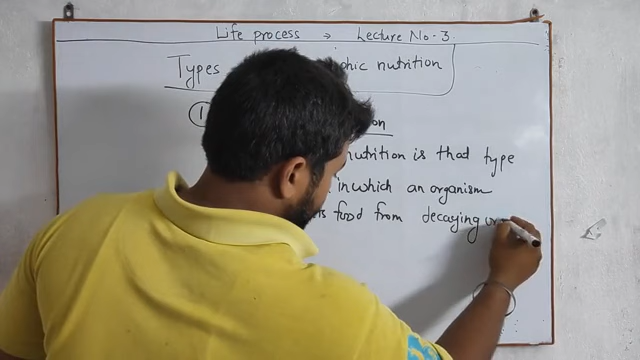 Life process → Lecture No-3.
Types phic nutrition
① on
nutrition is that type
in which an organism
its food from decaying